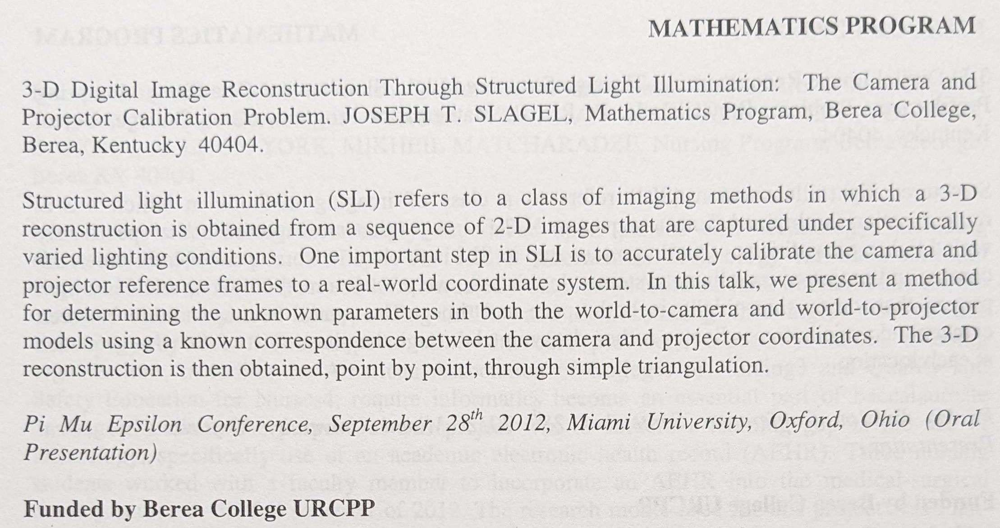 MATHEMATICS PROGRAM
3-D Digital Image Reconstruction Through Structured Light Illumination: The Camera and
Projector Calibration Problem. JOSEPH T. SLAGEL, Mathematics Program, Berea College,
Berea, Kentucky 40404.
Structured light illumination (SLI) refers to a class of imaging methods in which a 3-D
reconstruction is obtained from a sequence of 2-D images that are captured under specifically
varied lighting conditions. One important step in SLI is to accurately calibrate the camera and
projector reference frames to a real-world coordinate system. In this talk, we present a method
for determining the unknown parameters in both the world-to-camera and world-to-projector
models using a known correspondence between the camera and projector coordinates. The 3-D
reconstruction is then obtained, point by point, through simple triangulation.
Pi Mu Epsilon Conference, September 28th 2012, Miami University, Oxford, Ohio (Oral
Presentation)
Funded by Berea College URCPP